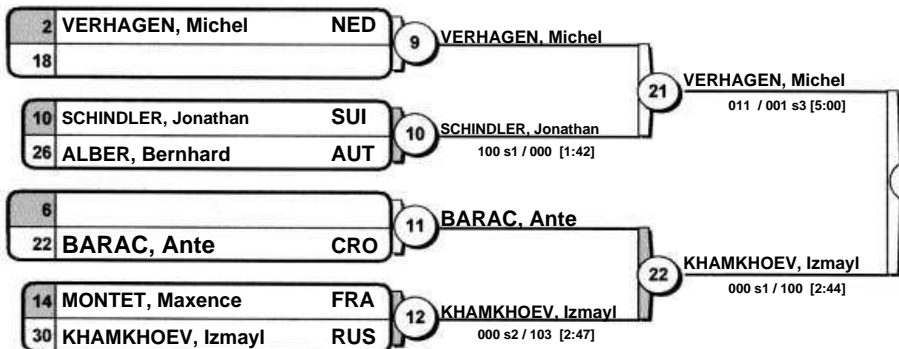 2 VERHAGEN, Michel NED
18
9
VERHAGEN, Michel
10 SCHINDLER, Jonathan SUI
26 ALBER, Bernhard AUT
10
SCHINDLER, Jonathan
100 s1 / 000 [1:42]
21
VERHAGEN, Michel
011 / 001 s3 [5:00]
6
22 BARAC, Ante CRO
11
BARAC, Ante
14 MONTET, Maxence FRA
30 KHAMKHOEV, Izmayl RUS
12
KHAMKHOEV, Izmayl
000 s2 / 103 [2:47]
22
KHAMKHOEV, Izmayl
000 s1 / 100 [2:44]